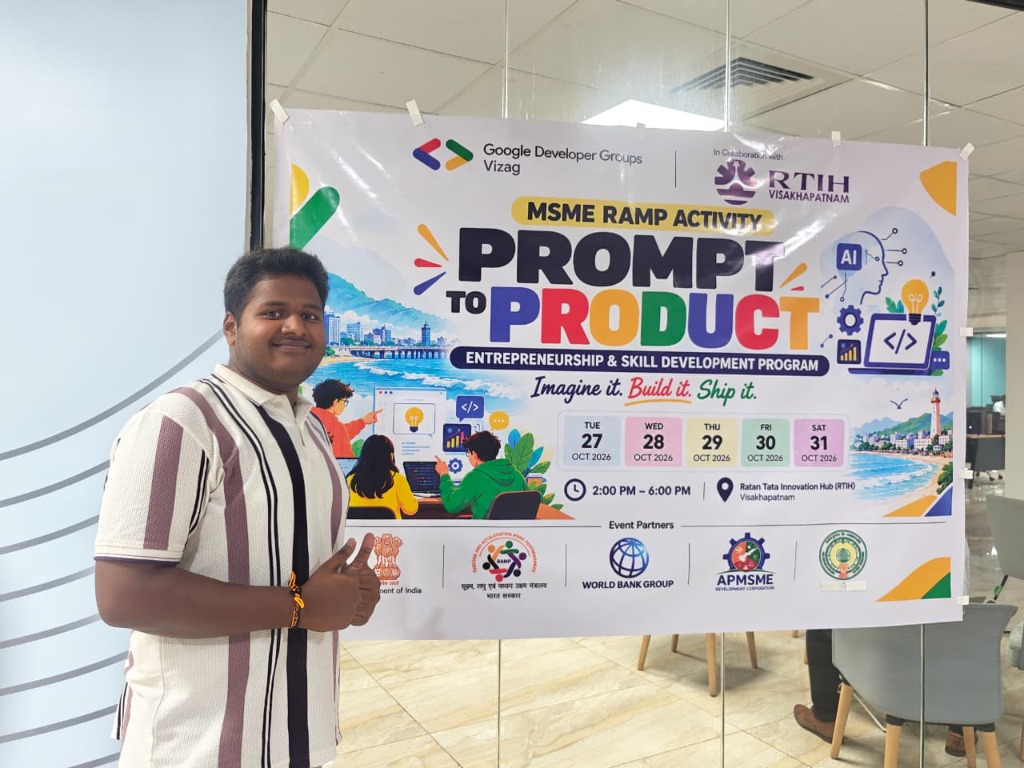 Google Developer Groups
Vizag
In Collaboration with
RTIH
VISAKHAPATNAM
MSME RAMP ACTIVITY
PROMPT
TO PRODUCT
ENTREPRENEURSHIP & SKILL DEVELOPMENT PROGRAM
Imagine it. Build it. Ship it.
AI
</>
</>
TUE
27
OCT 2026
WED
28
OCT 2026
THU
29
OCT 2026
FRI
30
OCT 2026
SAT
31
OCT 2026
2:00 PM – 6:00 PM
Ratan Tata Innovation Hub (RTIH)
Visakhapatnam
Event Partners
of India
RAMP
सूक्ष्म, लघु एवं मध्यम उद्यम मंत्रालय
भारत सरकार
WORLD BANK GROUP
APMSME
DEVELOPMENT CORPORATION